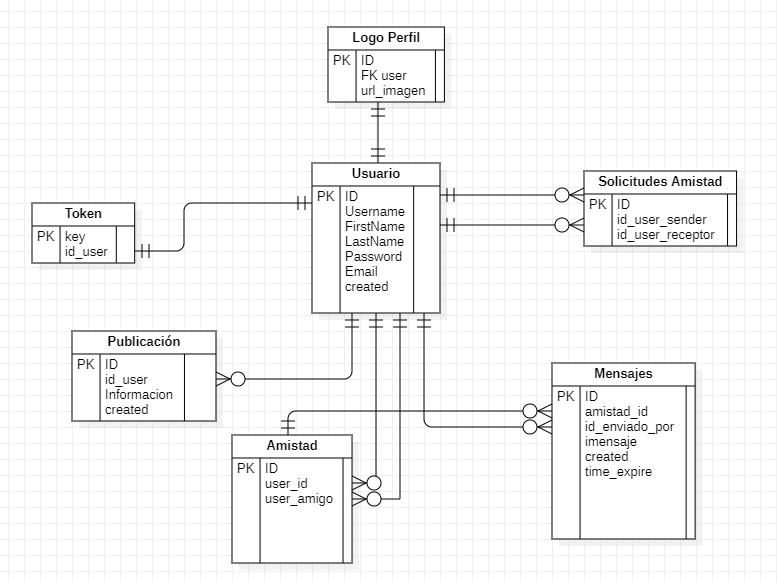 Logo Perfil
PK ID
FK user
url_imagen
Usuario
PK ID
Username
FirstName
LastName
Password
Email
created
Solicitudes Amistad
PK ID
id_user_sender
id_user_receptor
Token
PK key
id_user
Publicación
PK ID
id_user
Informacion
created
Mensajes
PK ID
amistad_id
id_enviado_por
imensaje
created
time_expire
Amistad
PK ID
user_id
user_amigo